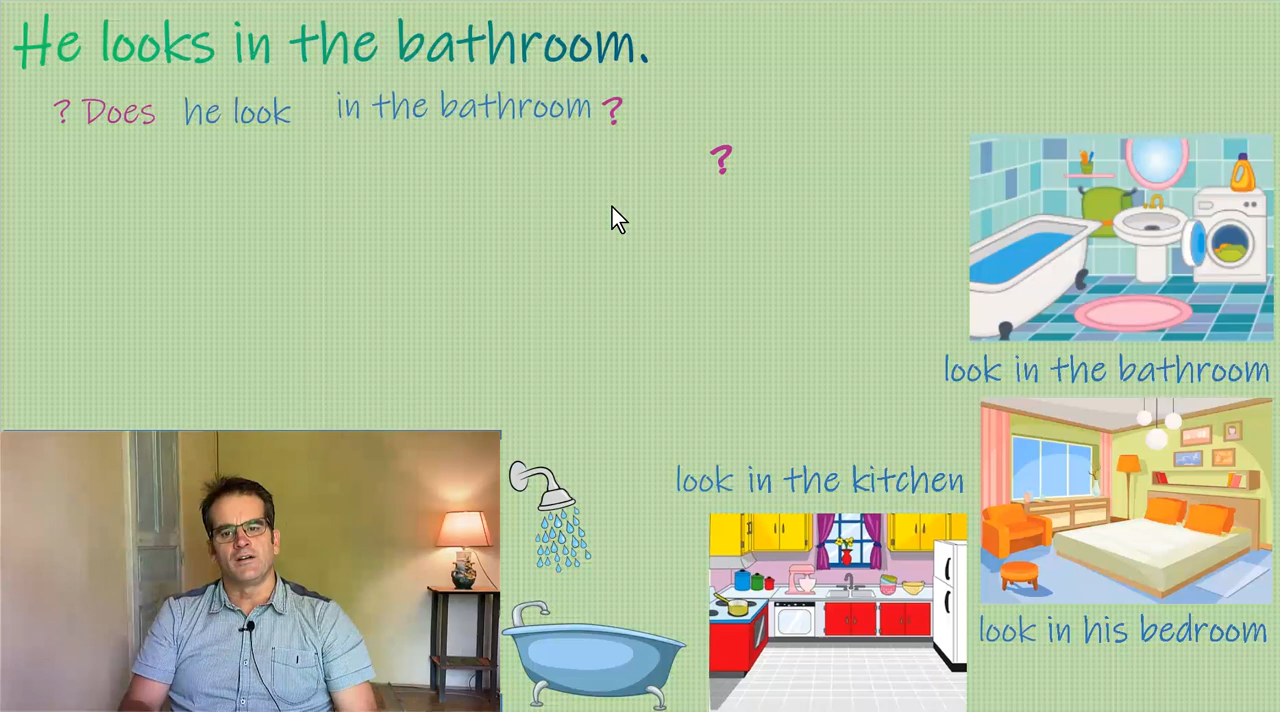 He looks in the bathroom.
? Does he look in the bathroom ?
?
look in the bathroom
look in the kitchen
look in his bedroom